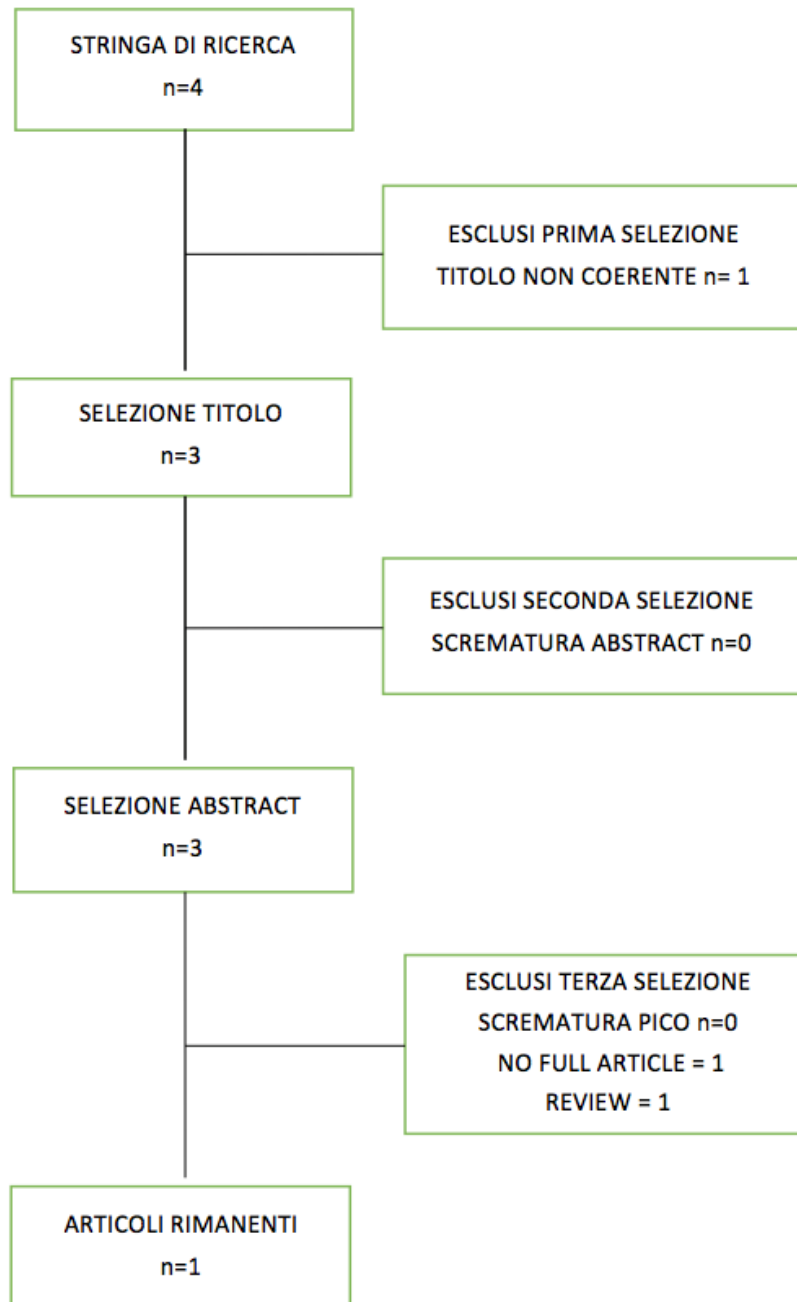 STRINGA DI RICERCA
n=4
ESCLUSI PRIMA SELEZIONE
TITOLO NON COERENTE n= 1
SELEZIONE TITOLO
n=3
ESCLUSI SECONDA SELEZIONE
SCREMATURA ABSTRACT n=0
SELEZIONE ABSTRACT
n=3
ESCLUSI TERZA SELEZIONE
SCREMATURA PICO n=0
NO FULL ARTICLE = 1
REVIEW = 1
ARTICOLI RIMANENTI
n=1